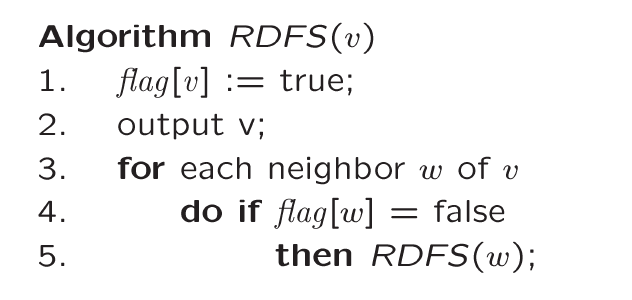 Algorithm RDFS(v)
1. flag[v] := true;
2. output v;
3. for each neighbor w of v
4. do if flag[w] = false
5. then RDFS(w);